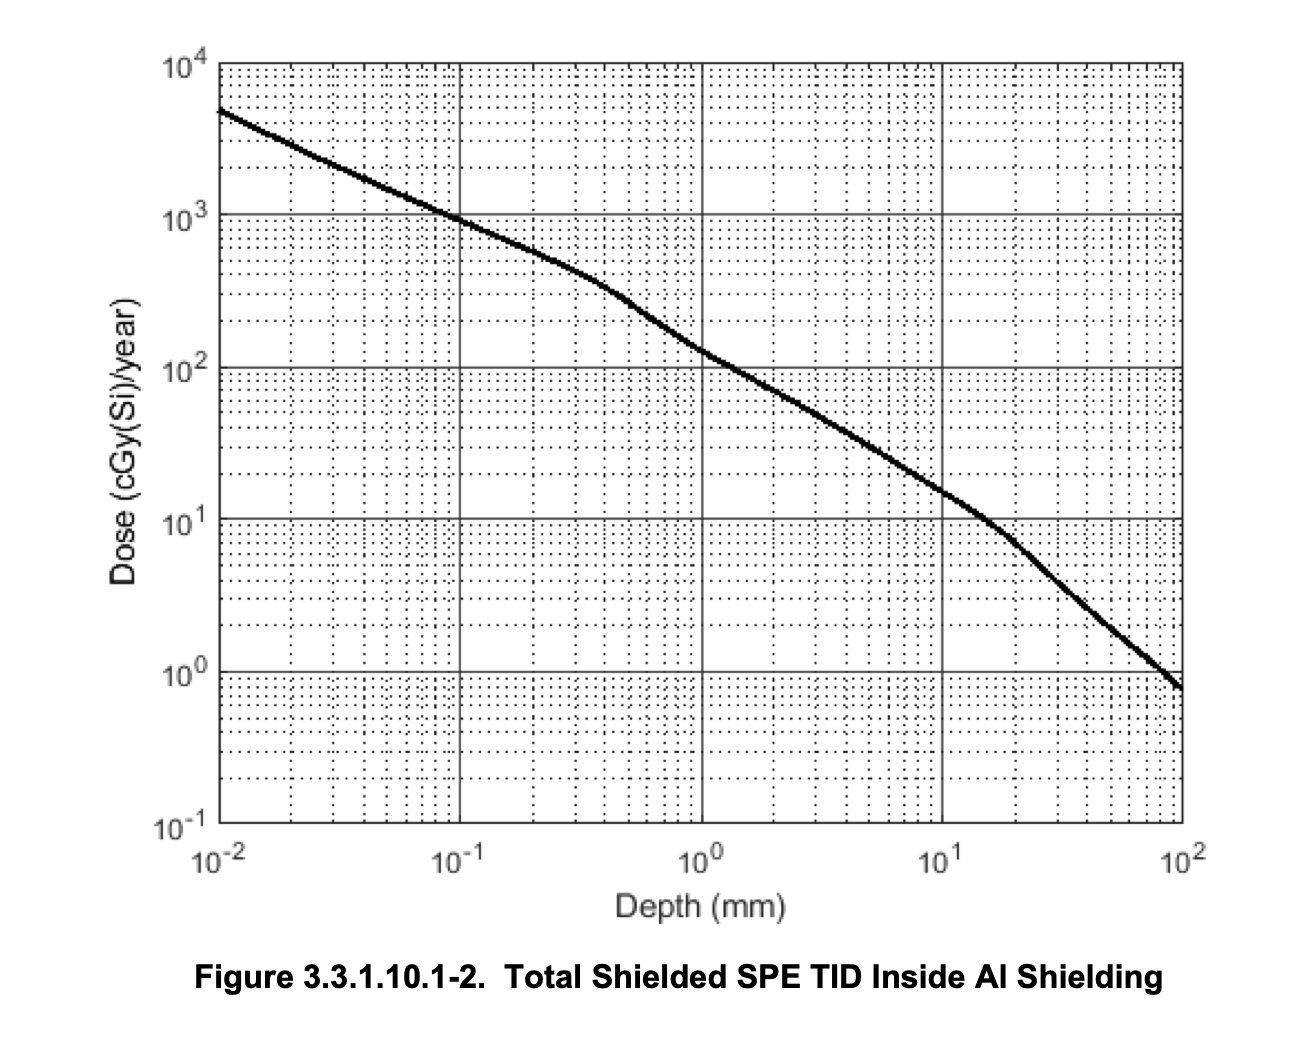 10^4
10^3
10^2
10^1
10^0
10^-1
Dose (cGy(Si)/year)
10^-2 10^-1 10^0 10^1 10^2
Depth (mm)
Figure 3.3.1.10.1-2. Total Shielded SPE TID Inside Al Shielding